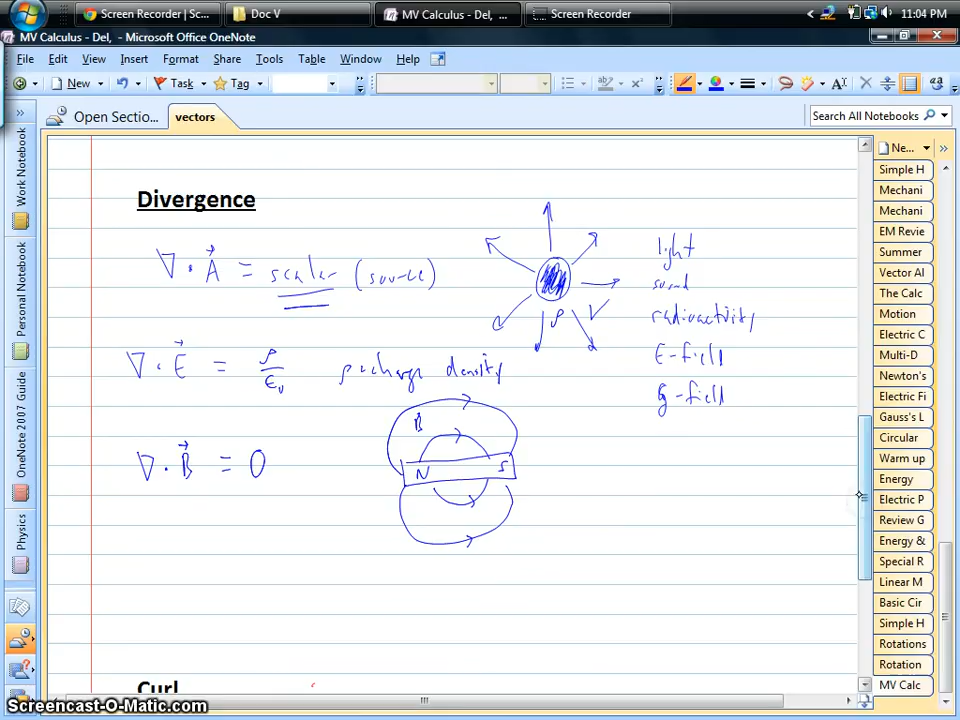 Screen Recorder | Sc...
Doc V
MV Calculus - Del, ...
Screen Recorder
11:04 PM
MV Calculus - Del, - Microsoft Office OneNote
File Edit View Insert Format Share Tools Table Window Help
New Task Tag
Open Sectio... vectors
Search All Notebooks
Work Notebook
Personal Notebook
OneNote 2007 Guide
Physics
Ne...
Simple H
Mechani
Mechani
EM Revie
Summer
Vector Al
The Calc
Motion
Electric C
Multi-D
Newton's
Electric Fi
Gauss's L
Circular
Warm up
Energy
Electric P
Review G
Energy &
Special R
Linear M
Basic Cir
Simple H
Rotations
Rotation
MV Calc
Divergence
∇ · A⃗ = scalar (source)
ρ
light
sound
radioactivity
E-field
G-field
∇ · E⃗ = ρ/ε₀ ρ charge density
∇ · B⃗ = 0
B
N S
Curl
Screencast-O-Matic.com